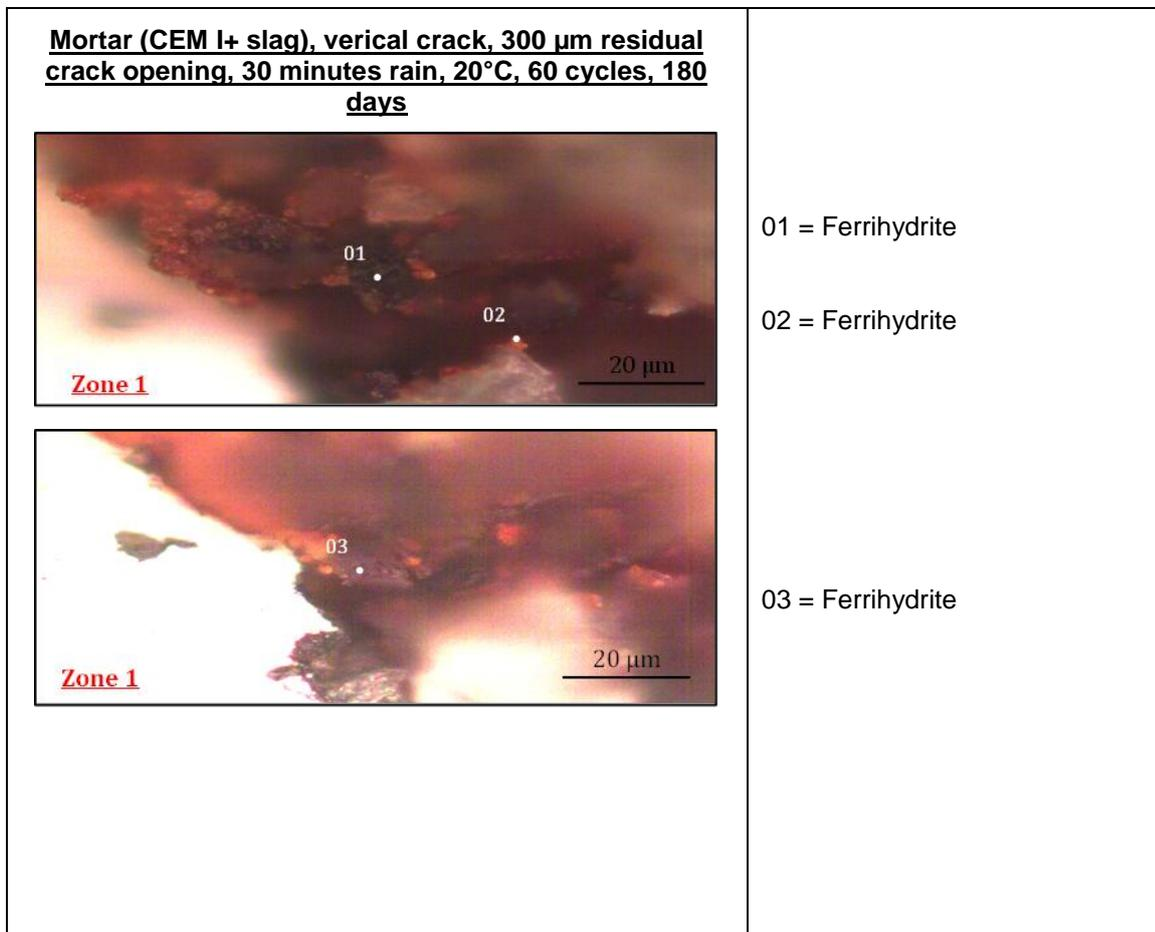 Mortar (CEM I+ slag), verical crack, 300 µm residual
crack opening, 30 minutes rain, 20°C, 60 cycles, 180
days
01
02
20 µm
Zone 1
01 = Ferrihydrite
02 = Ferrihydrite
03
20 µm
Zone 1
03 = Ferrihydrite